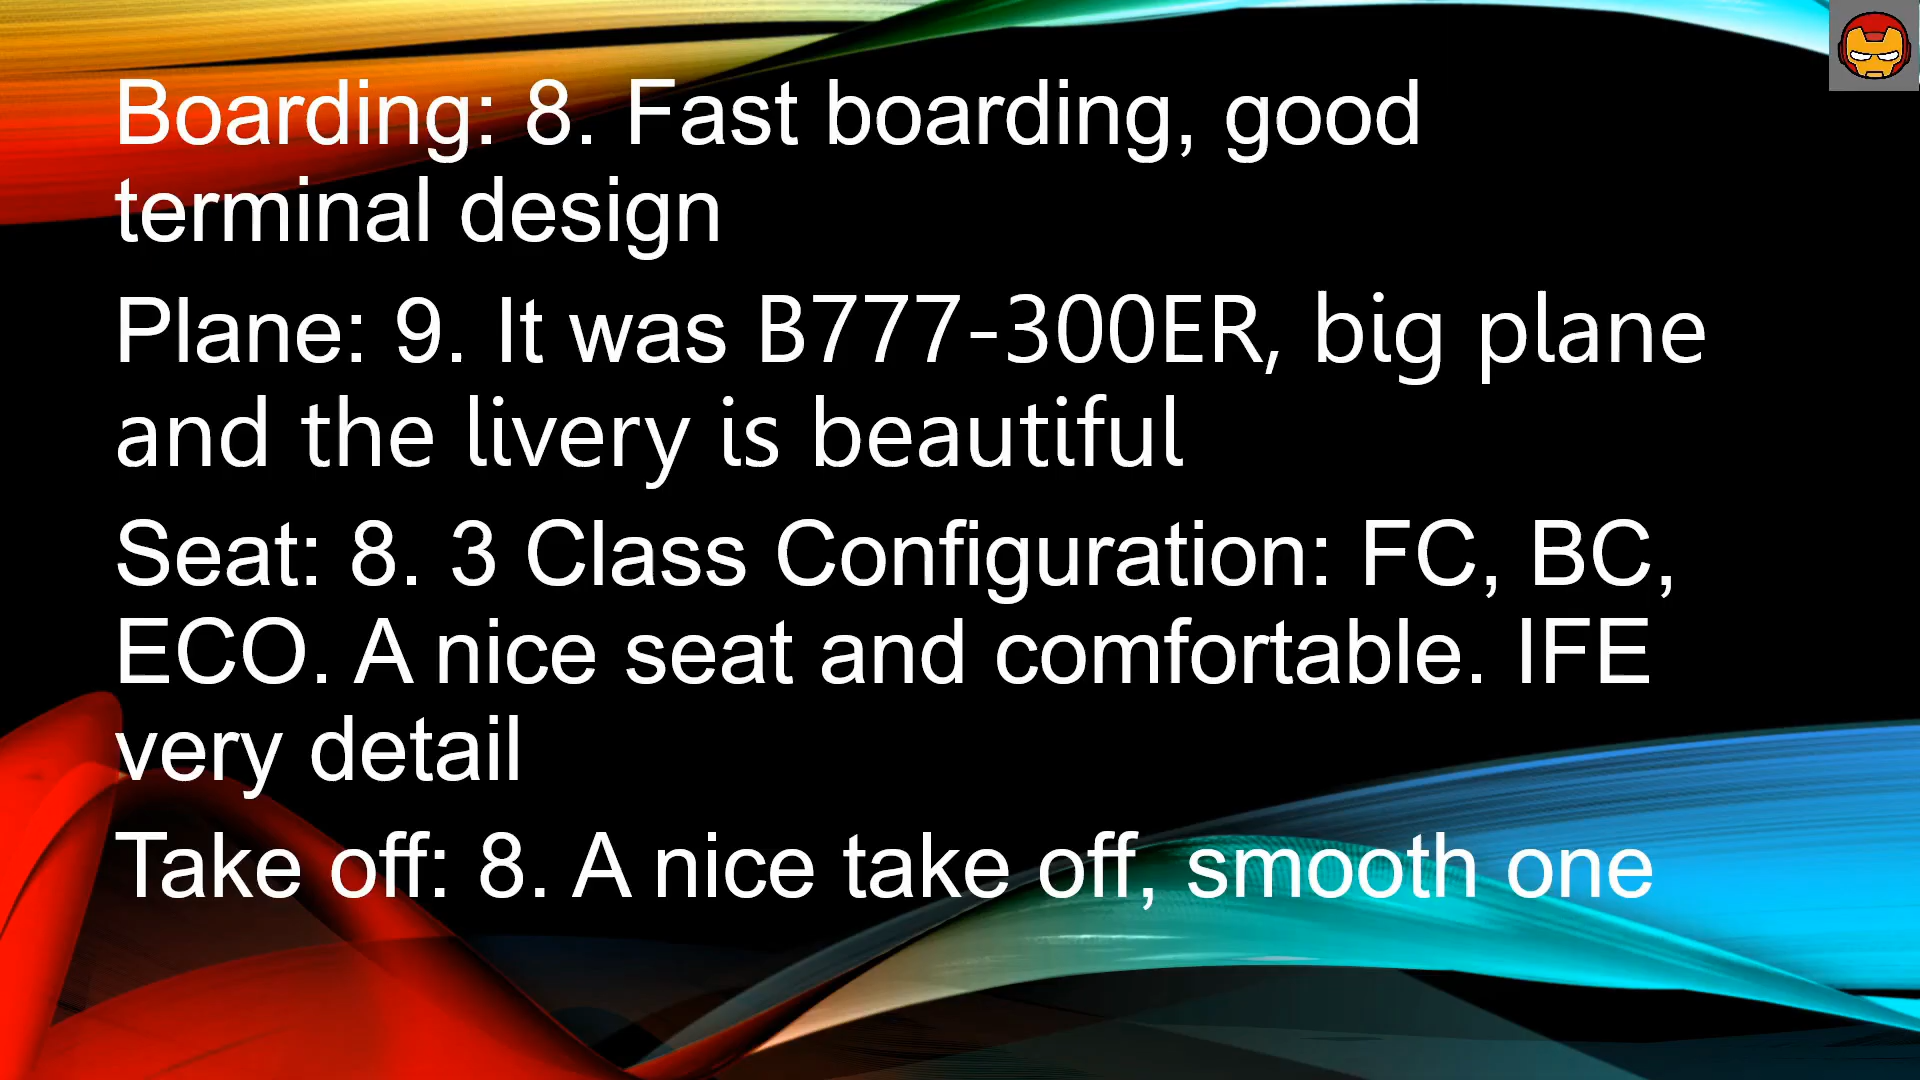 Boarding: 8. Fast boarding, good
terminal design
Plane: 9. It was B777-300ER, big plane
and the livery is beautiful
Seat: 8. 3 Class Configuration: FC, BC,
ECO. A nice seat and comfortable. IFE
very detail
Take off: 8. A nice take off, smooth one